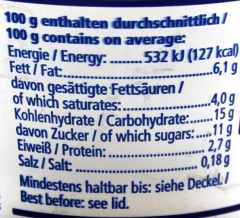 100 g enthalten durchschnittlich /
100 g contains on average:
Energie / Energy: ........ 532 kJ (127 kcal)
Fett / Fat: ........ 6,1 g
davon gesättigte Fettsäuren /
of which saturates: ........ 4,0 g
Kohlenhydrate / Carbohydrate: ..... 15 g
davon Zucker / of which sugars: .... 11 g
Eiweiß / Protein: ........ 2,7 g
Salz / Salt: ........ 0,18 g
Mindestens haltbar bis: siehe Deckel. /
Best before: see lid.